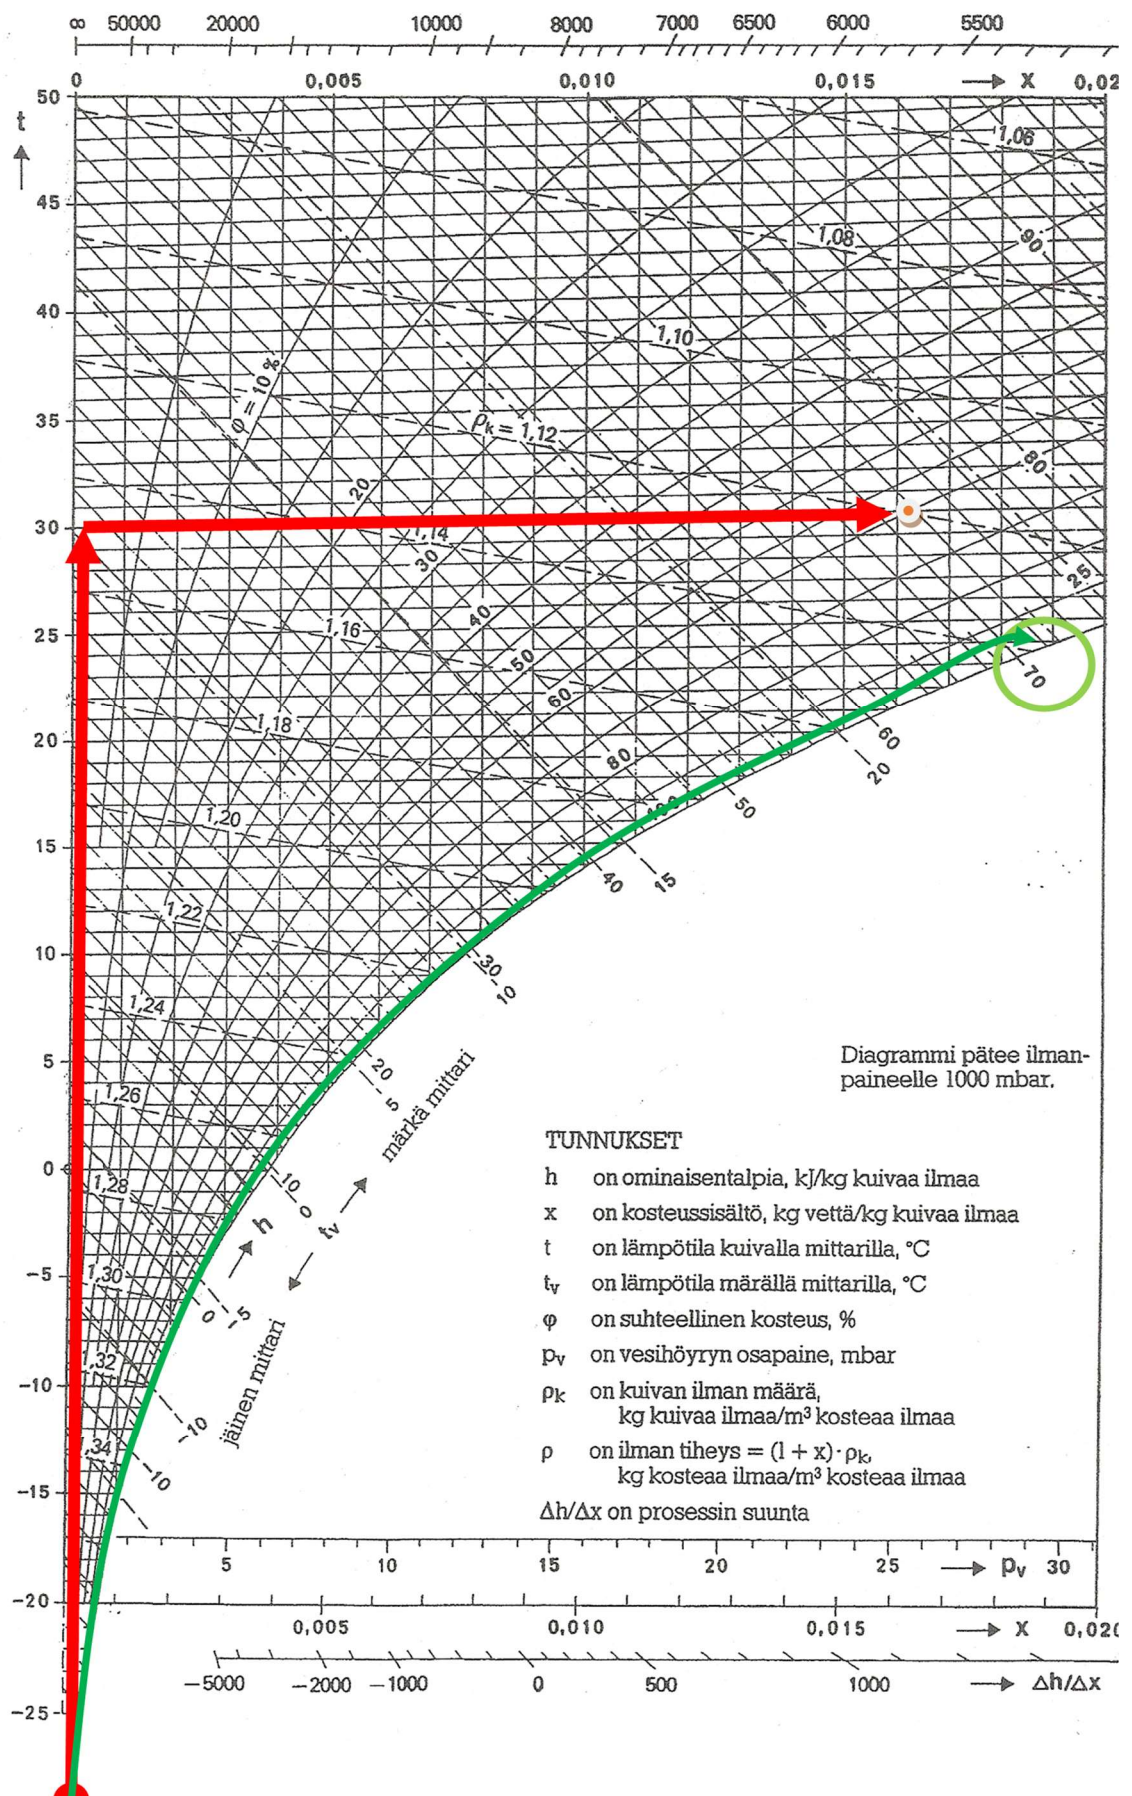 ∞ 50000 20000 10000 8000 7000 6500 6000 5500
0 0,005 0,010 0,015 x 0,02
t
50
45
40
35
30
25
20
15
10
5
0
−5
−10
−15
−20
−25
1,06
90
1,08
1,10
φ = 10 %
ρk = 1,12
80
20
1,14
30
25
40
1,16
50
70
60
1,18
60
80
20
1,20
50
40 15
1,22
30
10
1,24
20
5
märkä mittari
1,26
10
0
1,28
h
tv
1,30
0
−5
1,32
jäinen mittari
−10
1,34
−10
Diagrammi pätee ilman-
paineelle 1000 mbar.
TUNNUKSET
h on ominaisentalpia, kJ/kg kuivaa ilmaa
x on kosteussisältö, kg vettä/kg kuivaa ilmaa
t on lämpötila kuivalla mittarilla, °C
tv on lämpötila märällä mittarilla, °C
φ on suhteellinen kosteus, %
pv on vesihöyryn osapaine, mbar
ρk on kuivan ilman määrä,
kg kuivaa ilmaa/m³ kosteaa ilmaa
ρ on ilman tiheys = (1 + x) · ρk,
kg kosteaa ilmaa/m³ kosteaa ilmaa
Δh/Δx on prosessin suunta
5 10 15 20 25 pv 30
0,005 0,010 0,015 x 0,020
−5000 −2000 −1000 0 500 1000 Δh/Δx